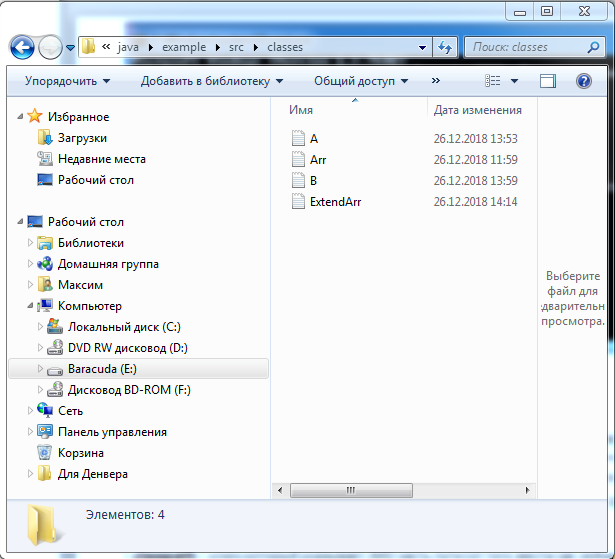 « java example src classes
Поиск: classes
Упорядочить Добавить в библиотеку Общий доступ »
Избранное
Загрузки
Недавние места
Рабочий стол
Рабочий стол
Библиотеки
Домашняя группа
Максим
Компьютер
Локальный диск (C:)
DVD RW дисковод (D:)
Baracuda (E:)
Дисковод BD-ROM (F:)
Сеть
Панель управления
Корзина
Для Денвера
Имя Дата изменения
A 26.12.2018 13:53
Arr 26.12.2018 11:59
B 26.12.2018 13:59
ExtendArr 26.12.2018 14:14
Выберите
файл для
едварительн
просмотра.
Элементов: 4